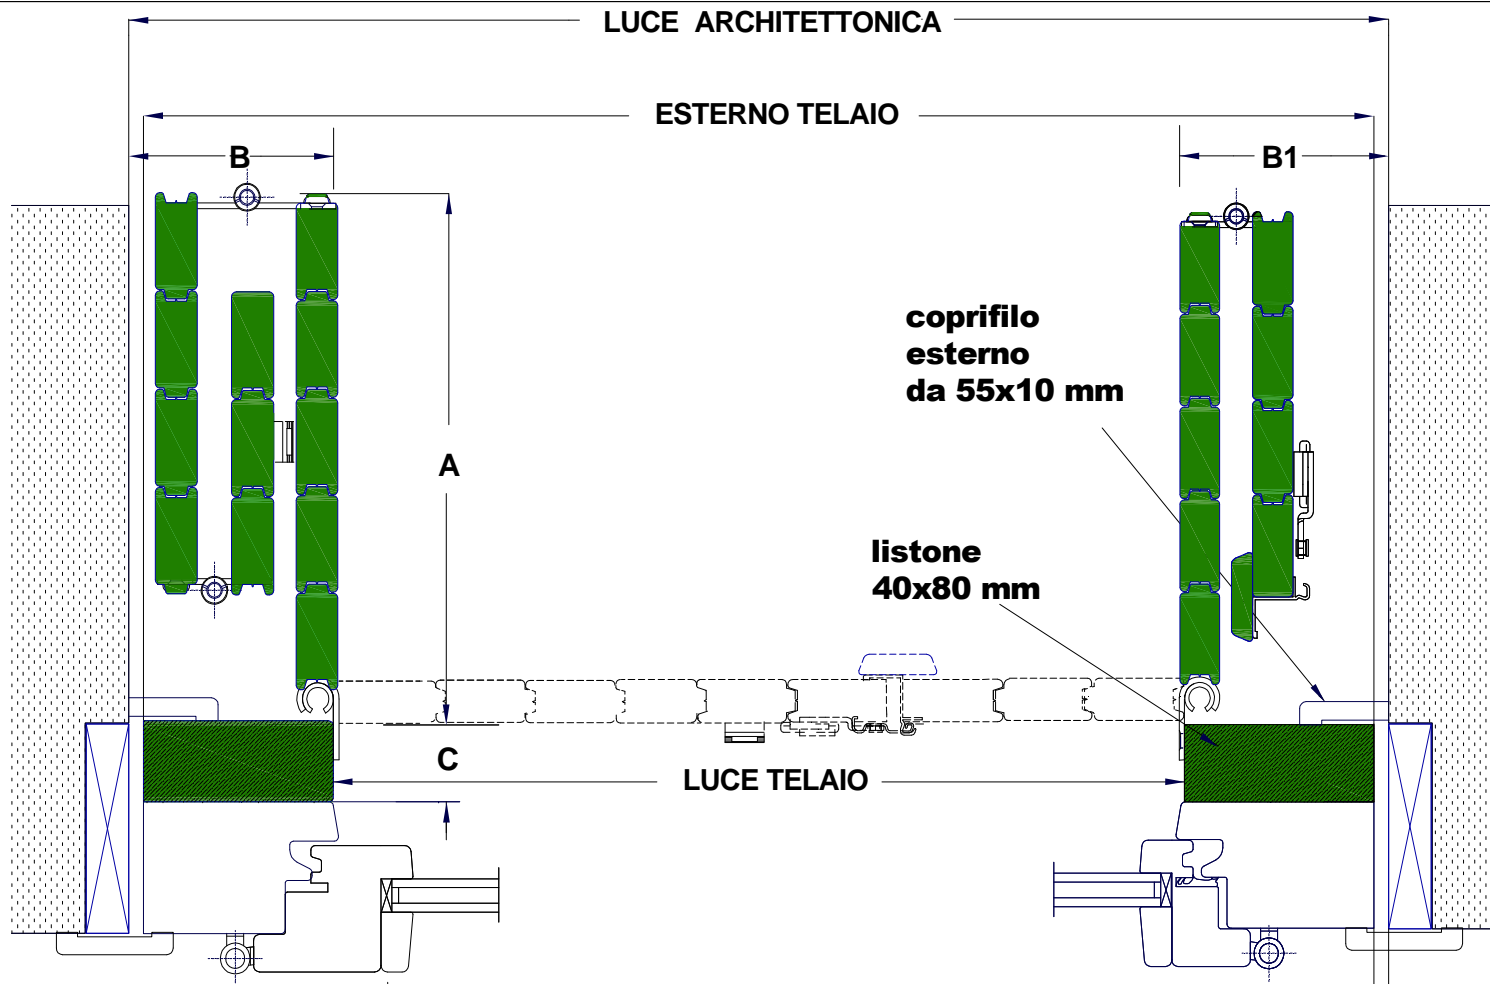 LUCE ARCHITETTONICA
ESTERNO TELAIO
B
B1
coprifilo
esterno
da 55x10 mm
A
listone
40x80 mm
C
LUCE TELAIO